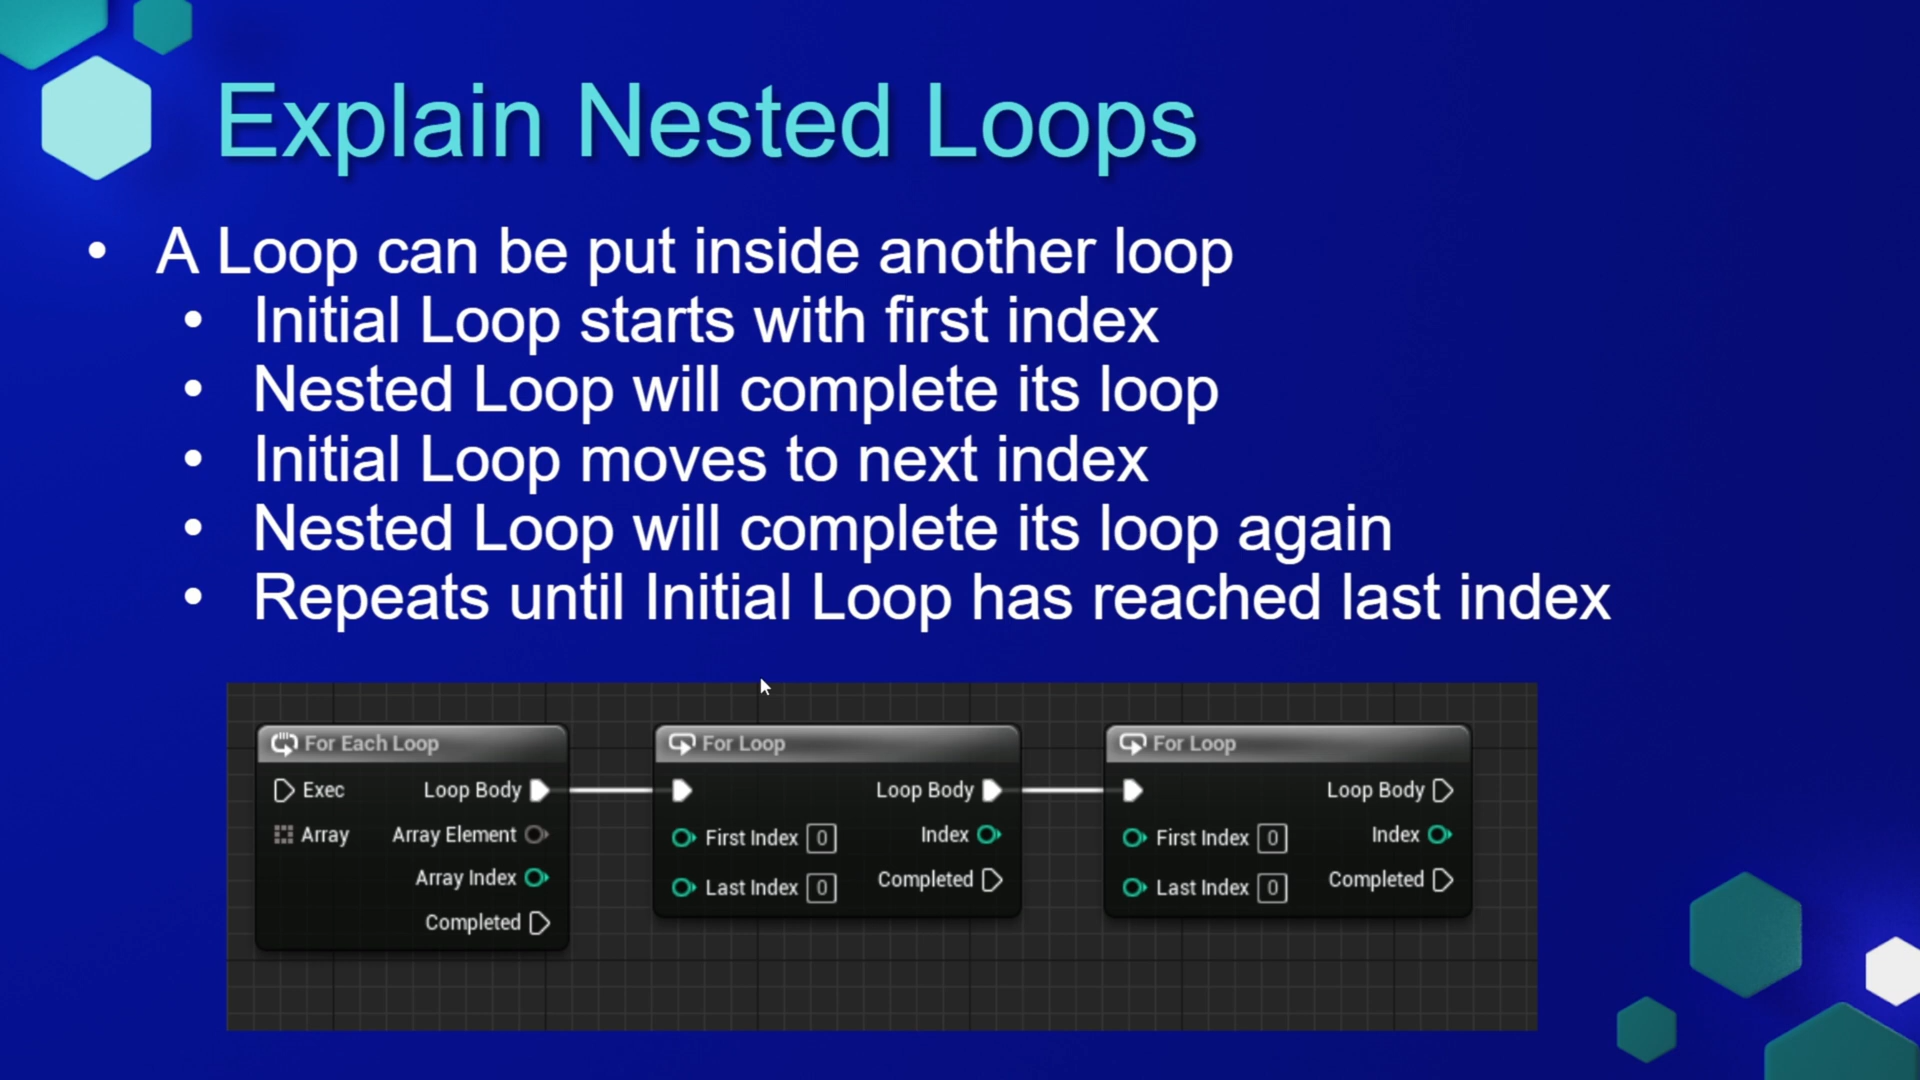 Explain Nested Loops
• A Loop can be put inside another loop
• Initial Loop starts with first index
• Nested Loop will complete its loop
• Initial Loop moves to next index
• Nested Loop will complete its loop again
• Repeats until Initial Loop has reached last index
For Each Loop
Exec Loop Body
Array Array Element
Array Index
Completed
For Loop
Loop Body
First Index 0 Index
Last Index 0 Completed
For Loop
Loop Body
First Index 0 Index
Last Index 0 Completed